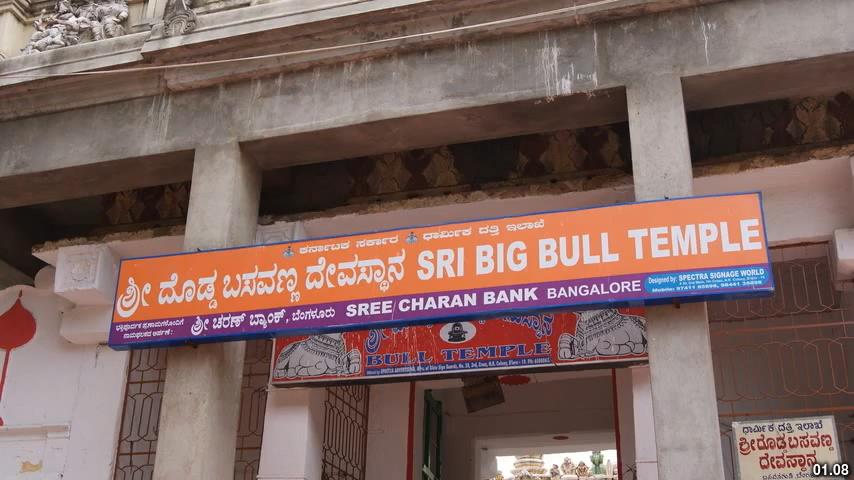 ಕರ್ನಾಟಕ ಸರ್ಕಾರ ಧಾರ್ಮಿಕ ದತ್ತಿ ಇಲಾಖೆ
ಶ್ರೀ ದೊಡ್ಡ ಬಸವಣ್ಣ ದೇವಸ್ಥಾನ SRI BIG BULL TEMPLE
ಶ್ರೀ ಚರಣ್ ಬ್ಯಾಂಕ್, ಬೆಂಗಳೂರು SREE CHARAN BANK BANGALORE
Designed by: SPECTRA SIGNAGE WORLD
BULL TEMPLE
ಧಾರ್ಮಿಕ ದತ್ತಿ ಇಲಾಖೆ
ಶ್ರೀದೊಡ್ಡಬಸವಣ್ಣ
ದೇವಸ್ಥಾನ
01.08